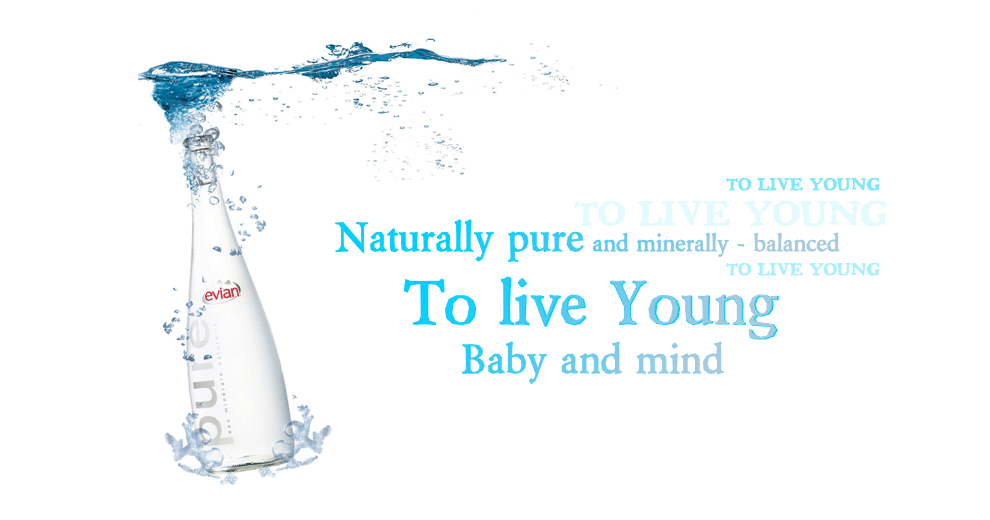 TO LIVE YOUNG
TO LIVE YOUNG
Naturally pure and minerally - balanced
TO LIVE YOUNG
To live Young
Baby and mind
evian
pure